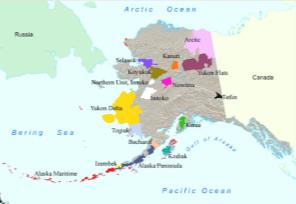 Arctic Ocean
Russia
Arctic
Selawik
Kanuti
Koyukuk
Yukon Flats
Canada
Northern Unit, Innoko
Nowitna
Innoko
Tetlin
Yukon Delta
Togiak
Kenai
Bering Sea
Becharof
Gulf of Alaska
Kodiak
Izembek
Alaska Peninsula
Alaska Maritime
Pacific Ocean